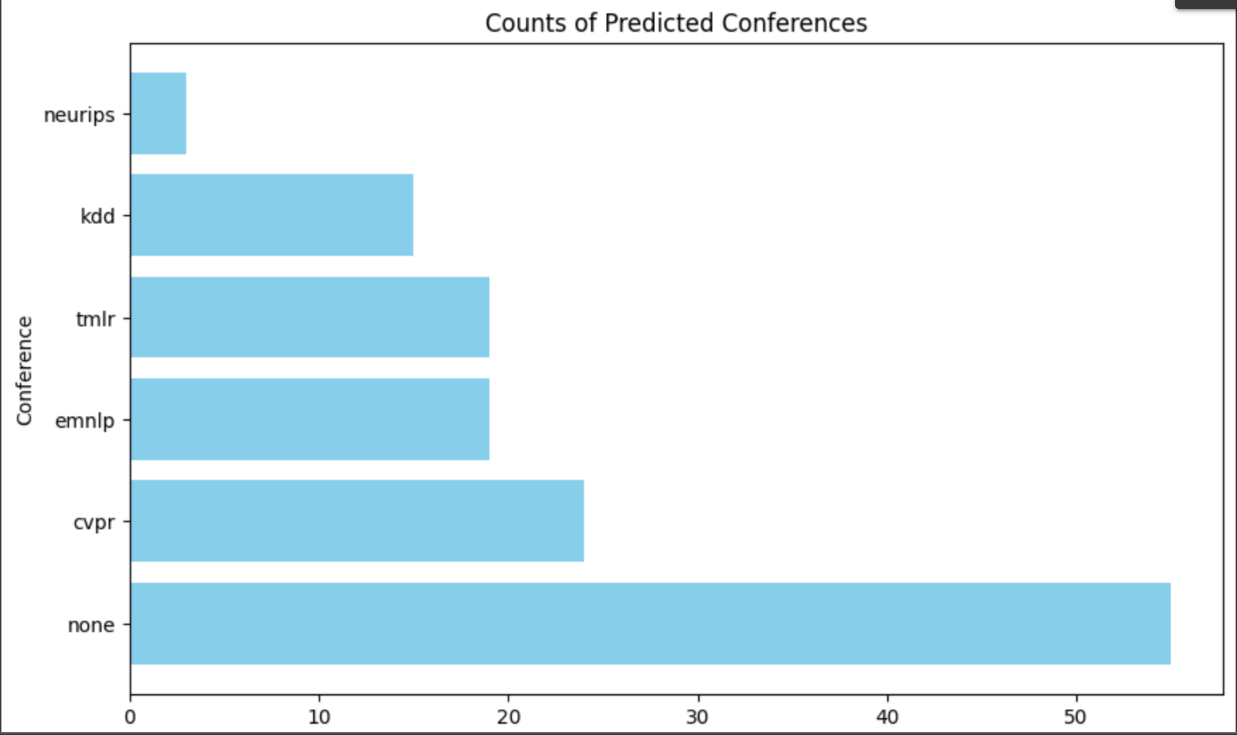 Counts of Predicted Conferences
neurips
kdd
tmlr
emnlp
cvpr
none
Conference
0 10 20 30 40 50